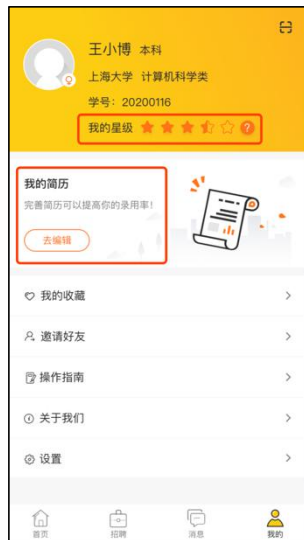 王小博 本科
上海大学 计算机科学类
学号：20200116
我的星级 ?
我的简历
完善简历可以提高你的录用率！
去编辑
我的收藏
邀请好友
操作指南
关于我们
设置
首页 招聘 消息 我的